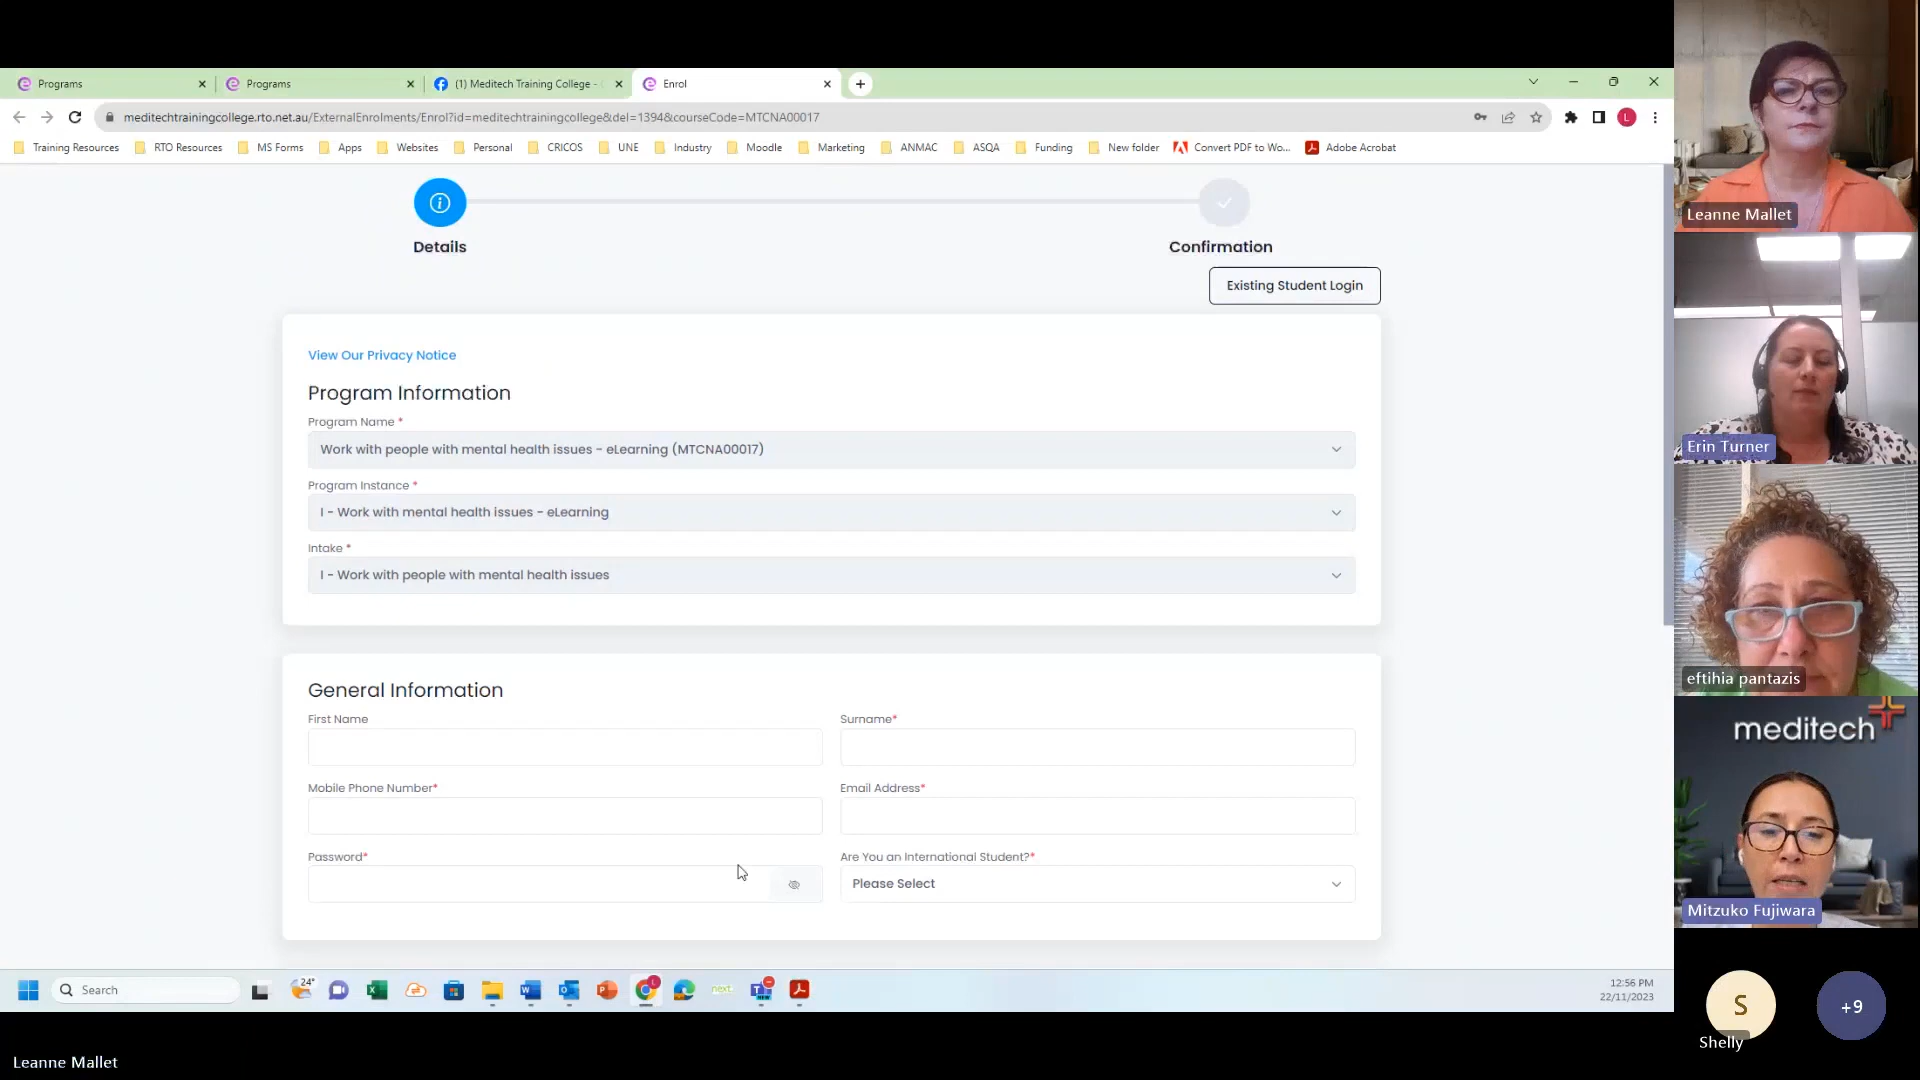 Programs
Programs
(1) Meditech Training College -
Enrol
meditechtrainingcollege.rto.net.au/ExternalEnrolments/Enrol?id=meditechtrainingcollege&del=1394&courseCode=MTCNA00017
L
Training Resources
RTO Resources
MS Forms
Apps
Websites
Personal
CRICOS
UNE
Industry
Moodle
Marketing
ANMAC
ASQA
Funding
New folder
Convert PDF to Wo...
Adobe Acrobat
Details
Confirmation
Existing Student Login
View Our Privacy Notice
Program Information
Program Name *
Work with people with mental health issues - eLearning (MTCNA00017)
Program Instance *
I - Work with mental health issues - eLearning
Intake *
I - Work with people with mental health issues
General Information
First Name
Surname*
Mobile Phone Number*
Email Address*
Password*
Are You an International Student?*
Please Select
Search
24°
next
12:56 PM
22/11/2023
Leanne Mallet
Erin Turner
eftihia pantazis
meditech
Mitzuko Fujiwara
S
Shelly
+9
Leanne Mallet